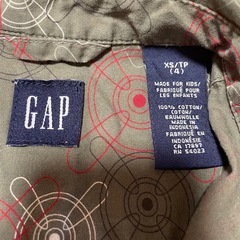 GAP
XS/TP
(4)
MADE FOR KIDS/
FABRIQUÉ POUR
LES ENFANTS
100% COTTON/
COTON/
BAUMWOLLE
MADE IN
INDONESIA
FABRIQUÉ EN
INDONÉSIE
CA 17897
RN 54023